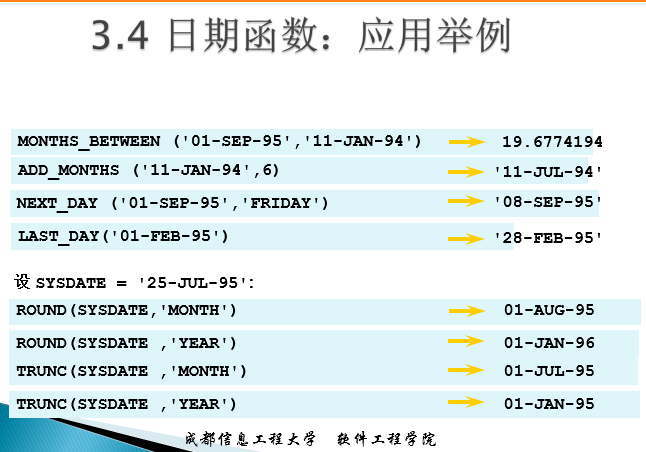 3.4 日期函数：应用举例
MONTHS_BETWEEN ('01-SEP-95','11-JAN-94') 19.6774194
ADD_MONTHS ('11-JAN-94',6) '11-JUL-94'
NEXT_DAY ('01-SEP-95','FRIDAY') '08-SEP-95'
LAST_DAY('01-FEB-95') '28-FEB-95'
设 SYSDATE = '25-JUL-95':
ROUND(SYSDATE,'MONTH') 01-AUG-95
ROUND(SYSDATE ,'YEAR') 01-JAN-96
TRUNC(SYSDATE ,'MONTH') 01-JUL-95
TRUNC(SYSDATE ,'YEAR') 01-JAN-95
成都信息工程大学 软件工程学院